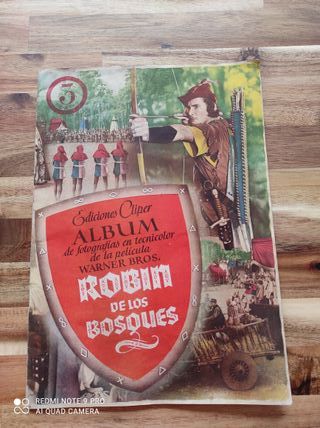 5
Ediciones Cliper
ALBUM
de fotografías en tecnicolor
de la película
WARNER BROS.
ROBIN
DE LOS
BOSQUES
REDMI NOTE 9 PRO
AI QUAD CAMERA